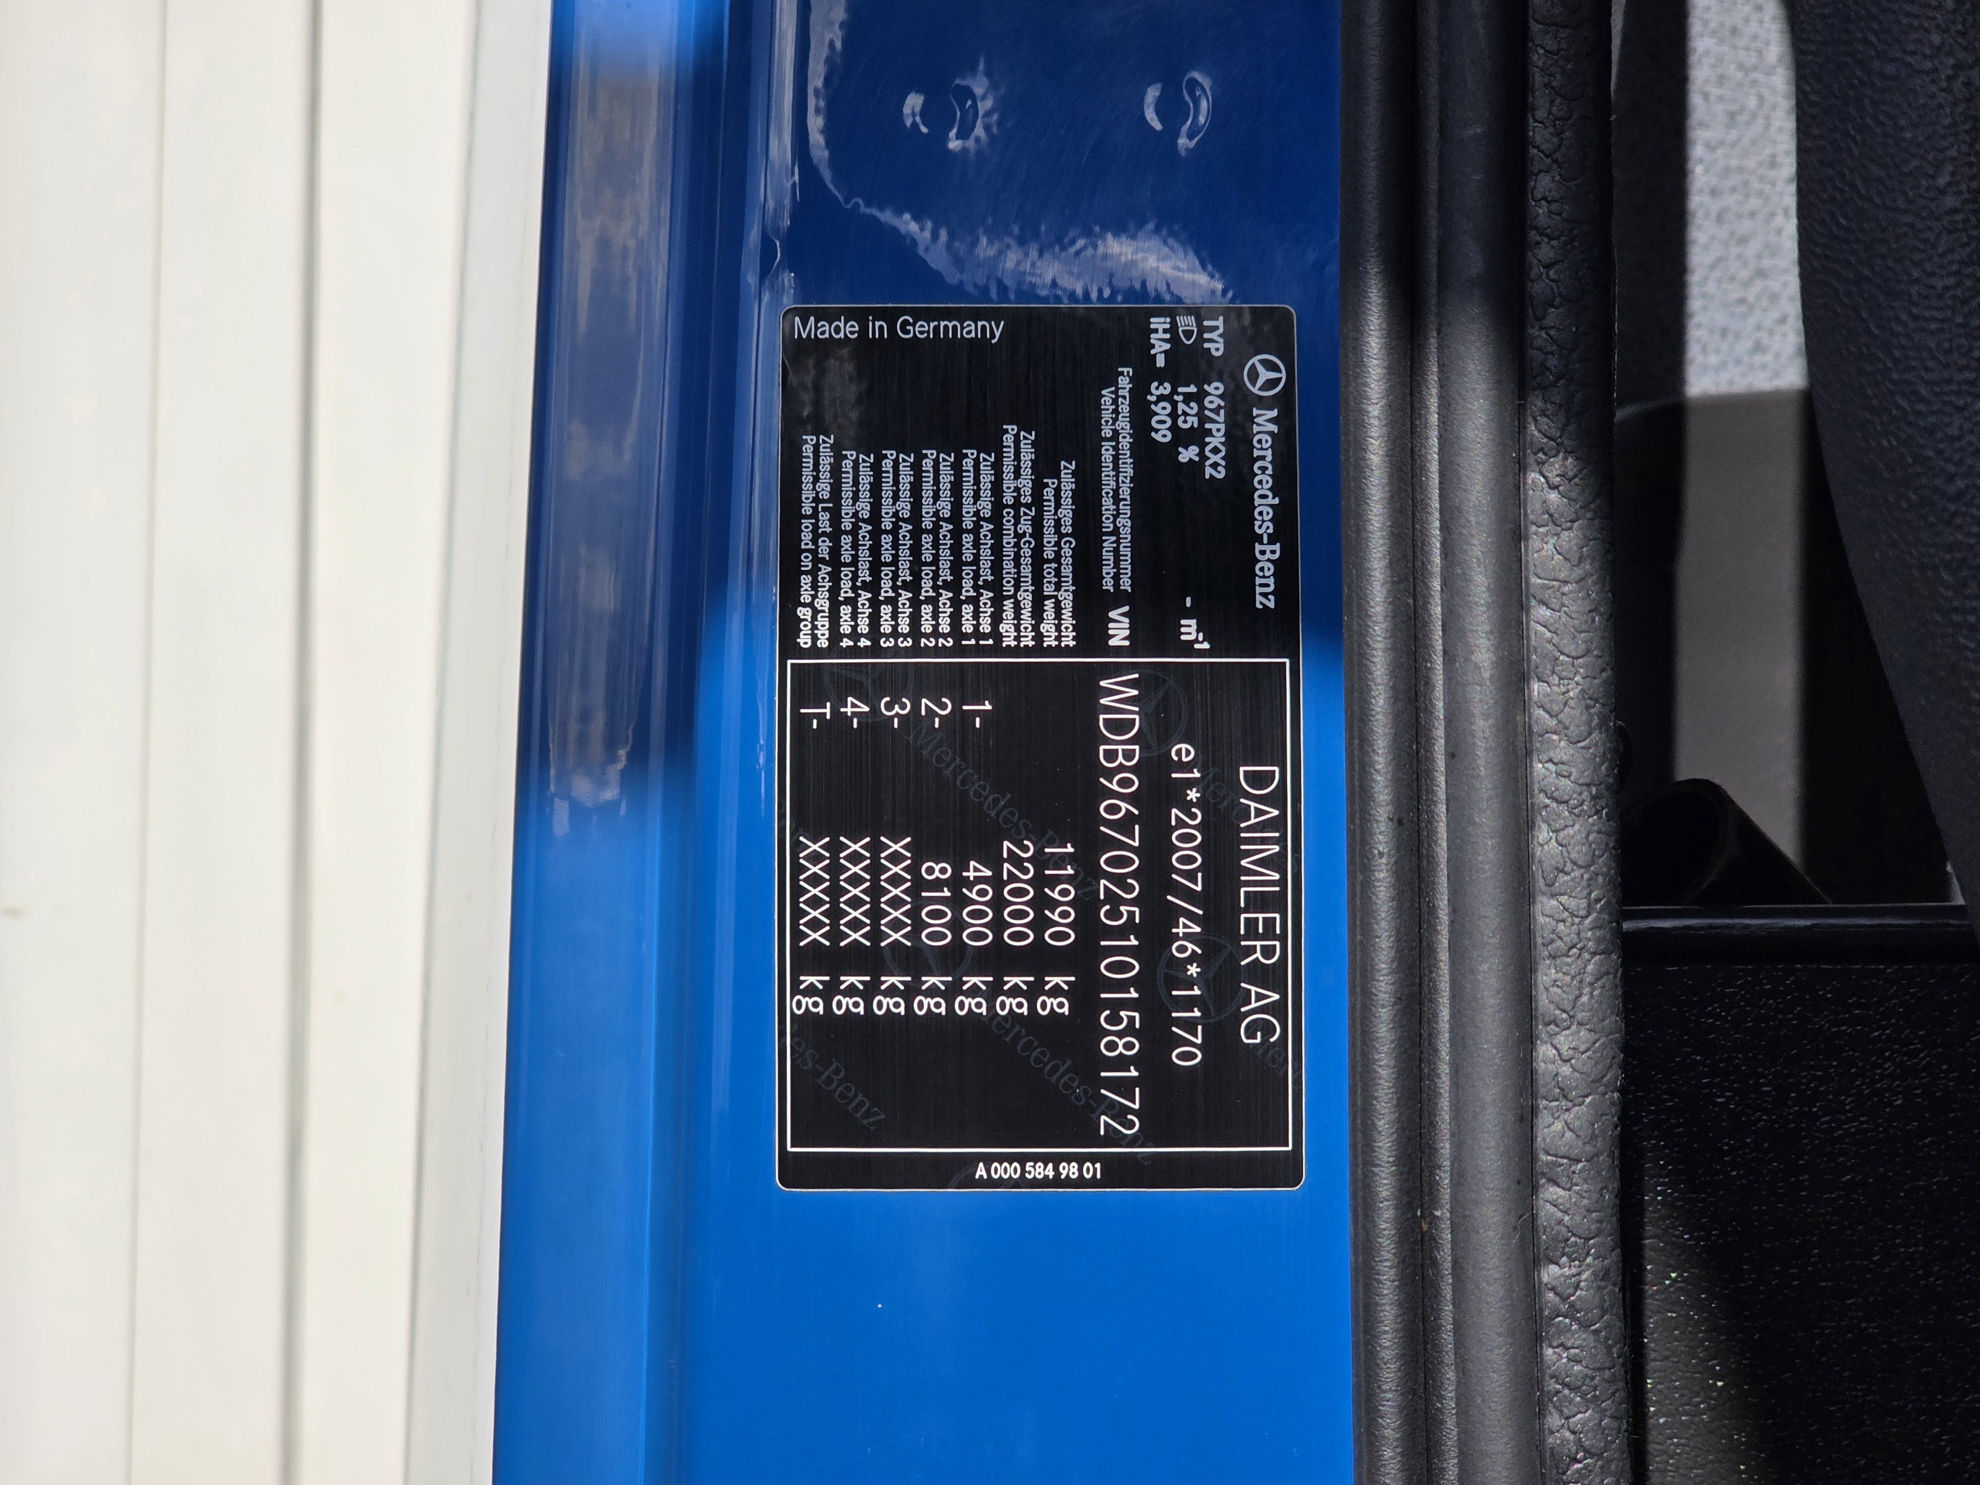 Mercedes-Benz
TYP 967PKX2
1,25 % - m⁻¹
iHA= 3,909
Fahrzeugidentifizierungsnummer
Vehicle Identification Number VIN
Zulässiges Gesamtgewicht
Permissible total weight
Zulässiges Zug-Gesamtgewicht
Permissible combination weight
Zulässige Achslast, Achse 1
Permissible axle load, axle 1
Zulässige Achslast, Achse 2
Permissible axle load, axle 2
Zulässige Achslast, Achse 3
Permissible axle load, axle 3
Zulässige Achslast, Achse 4
Permissible axle load, axle 4
Zulässige Last der Achsgruppe
Permissible load on axle group
Made in Germany
DAIMLER AG
e1*2007/46*1170
WDB96702510158172
11990 kg
22000 kg
1- 4900 kg
2- 8100 kg
3- XXXXX kg
4- XXXXX kg
T- XXXXX kg
A 000 584 98 01